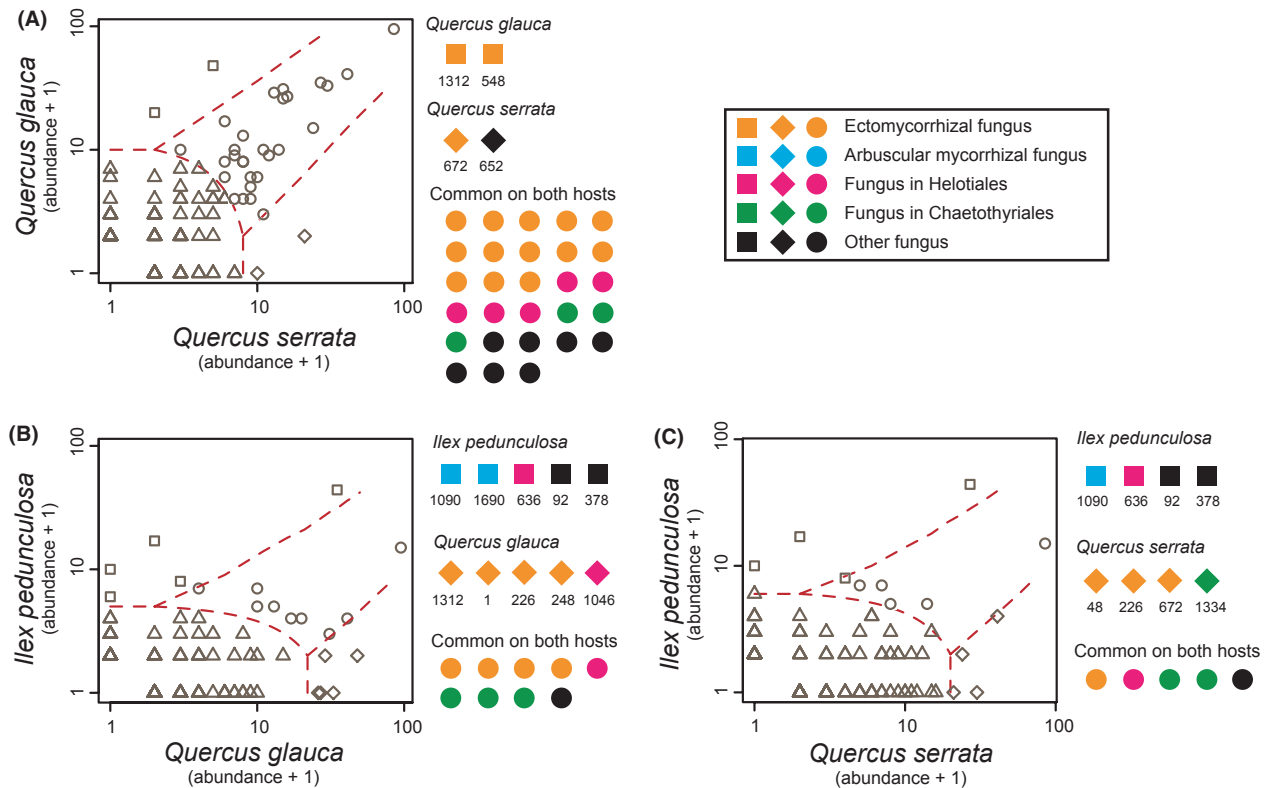 (A)
Quercus glauca
(abundance + 1)
100
10
1
1 10 100
Quercus serrata
(abundance + 1)
Quercus glauca
1312 548
Quercus serrata
672 652
Common on both hosts
Ectomycorrhizal fungus
Arbuscular mycorrhizal fungus
Fungus in Helotiales
Fungus in Chaetothyriales
Other fungus
(B)
Ilex pedunculosa
(abundance + 1)
100
10
1
1 10 100
Quercus glauca
(abundance + 1)
Ilex pedunculosa
1090 1690 636 92 378
Quercus glauca
1312 1 226 248 1046
Common on both hosts
(C)
Ilex pedunculosa
(abundance + 1)
100
10
1
1 10 100
Quercus serrata
(abundance + 1)
Ilex pedunculosa
1090 636 92 378
Quercus serrata
48 226 672 1334
Common on both hosts